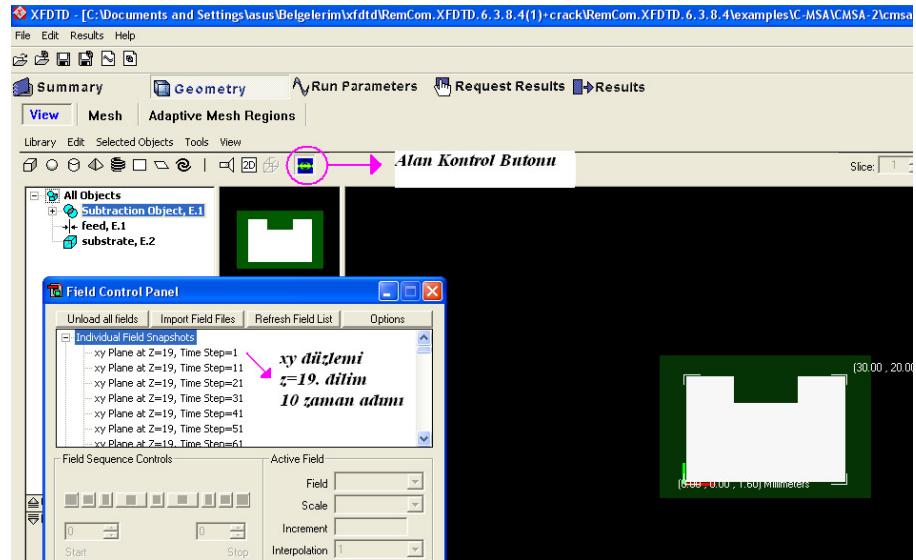 XFDTD - [C:\Documents and Settings\asus\Belgelerim\xfdtd\RemCom.XFDTD.6.3.8.4(1)+crack\RemCom.XFDTD.6.3.8.4\examples\C-MSA\CMSA-2\cmsa
File Edit Results Help
Summary Geometry Run Parameters Request Results Results
View Mesh Adaptive Mesh Regions
Library Edit Selected Objects Tools View
2D Alan Kontrol Butonu Slice: 1
All Objects
Subtraction Object, E.1
feed, E.1
substrate, E.2
Field Control Panel
Unload all fields Import Field Files Refresh Field List Options
Individual Field Snapshots
xy Plane at Z=19, Time Step=1
xy Plane at Z=19, Time Step=11
xy Plane at Z=19, Time Step=21
xy Plane at Z=19, Time Step=31
xy Plane at Z=19, Time Step=41
xy Plane at Z=19, Time Step=51
xy Plane at Z=19, Time Step=61
xy düzlemi
z=19. dilim
10 zaman adımı
(30.00 , 20.00
(0.00 , 0.00 , 1.60) Millimeters
Field Sequence Controls Active Field
Field
Scale
0 0 Increment
Start Stop Interpolation 1